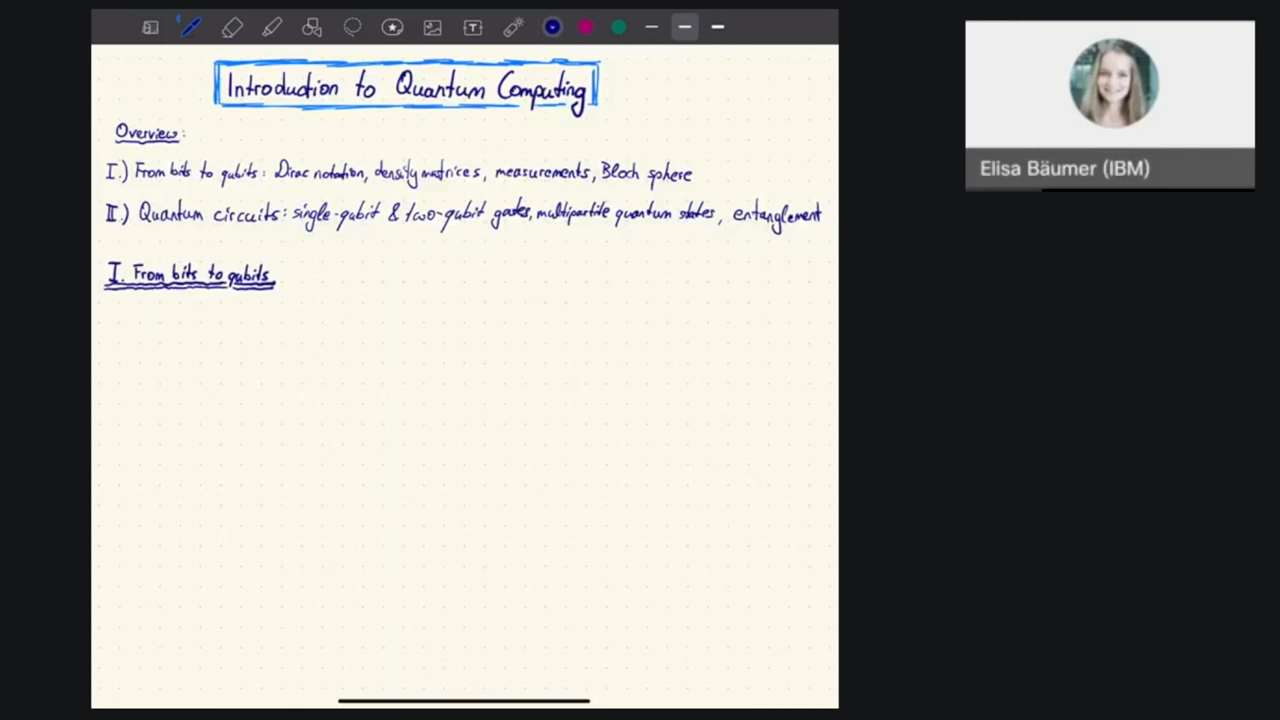 Introduction to Quantum Computing
Overview:
I.) From bits to qubits: Dirac notation, density matrices, measurements, Bloch sphere
II.) Quantum circuits: single-qubit & two-qubit gates, multipartite quantum states, entanglement
I. From bits to qubits
Elisa Bäumer (IBM)